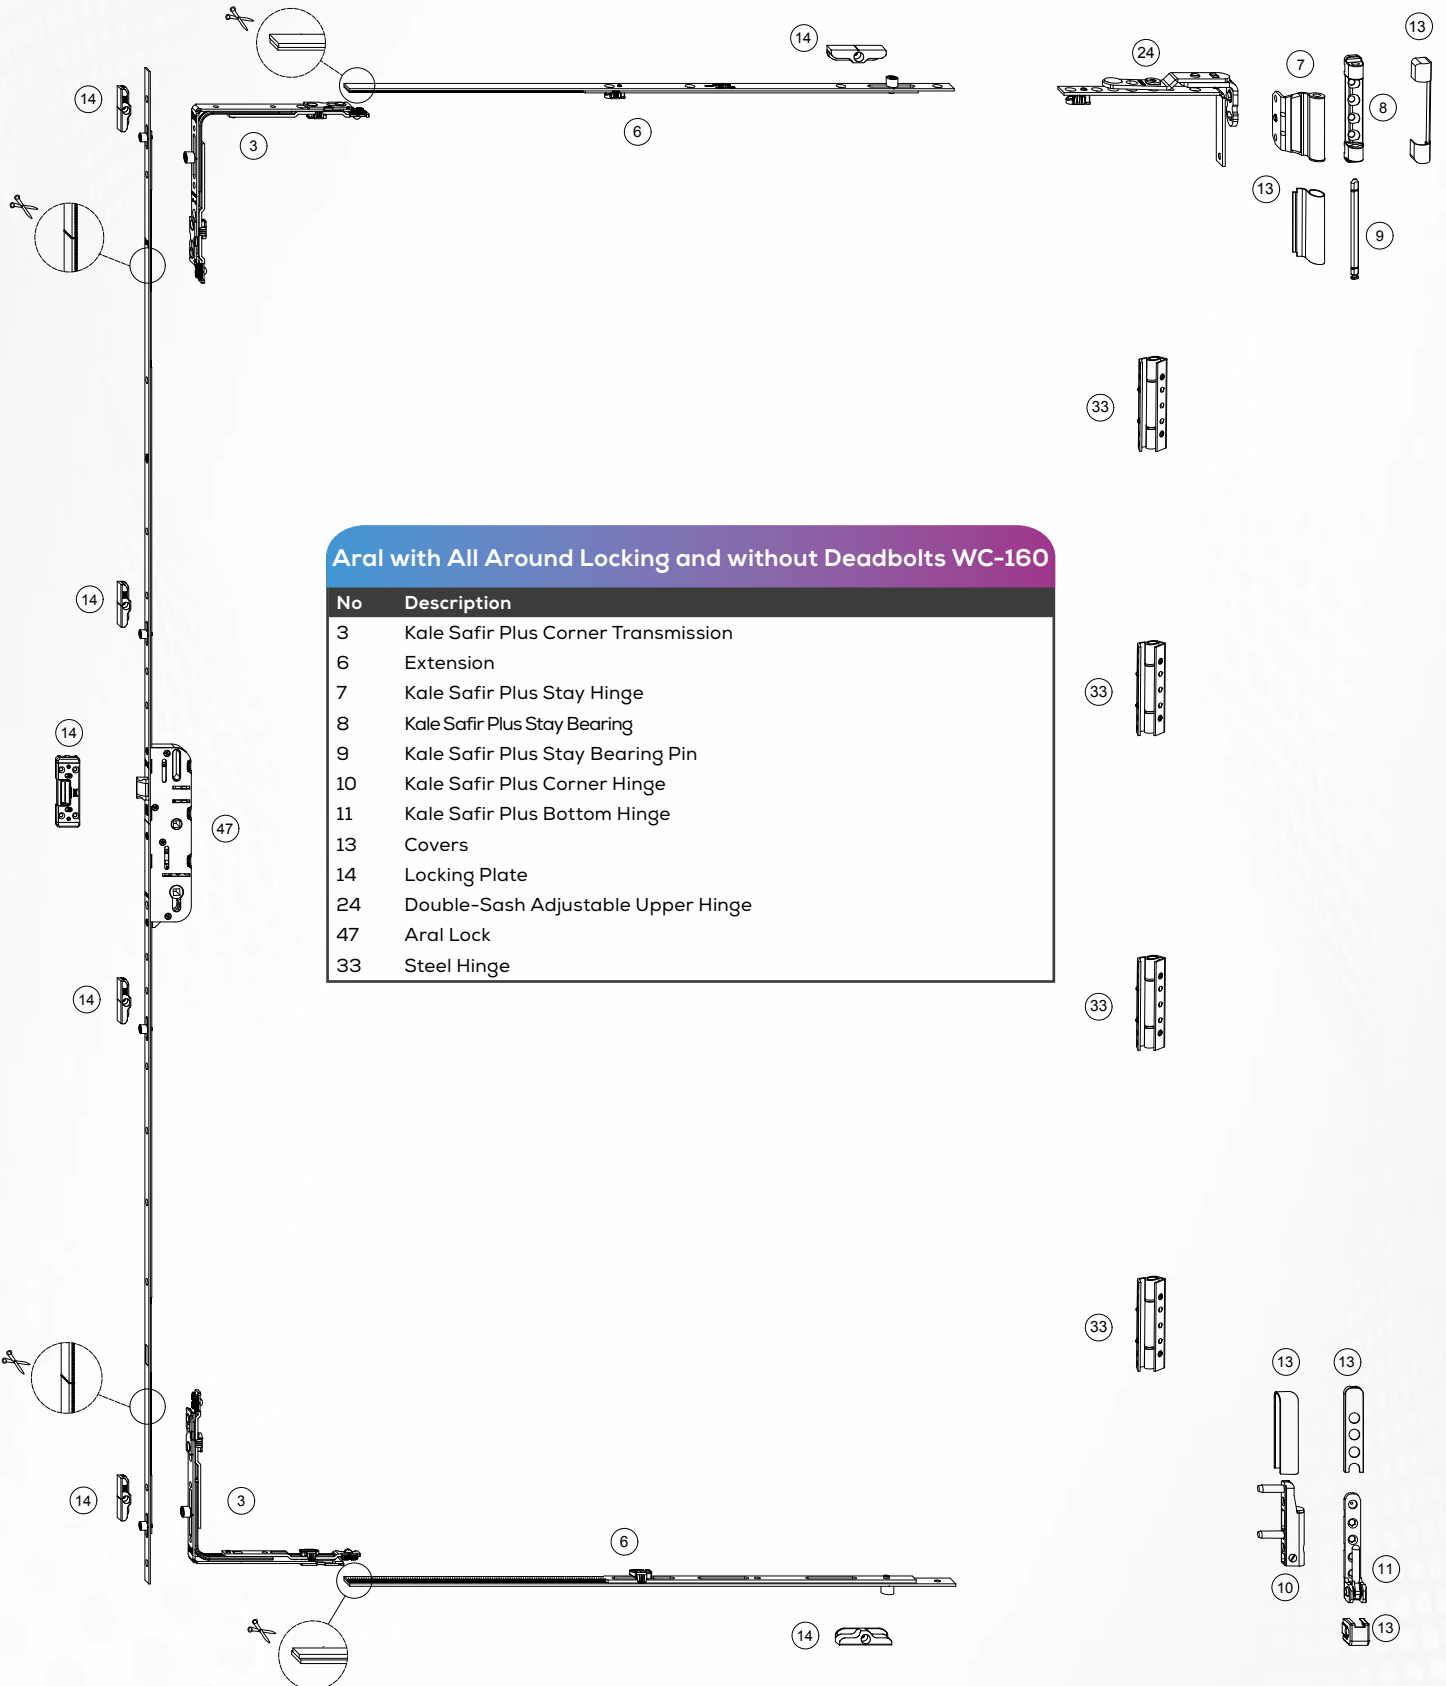 13
14
24
7
14
8
6
3
13
9
33
Aral with All Around Locking and without Deadbolts WC-160
No Description
3 Kale Safir Plus Corner Transmission
6 Extension
7 Kale Safir Plus Stay Hinge
8 Kale Safir Plus Stay Bearing
9 Kale Safir Plus Stay Bearing Pin
10 Kale Safir Plus Corner Hinge
11 Kale Safir Plus Bottom Hinge
13 Covers
14 Locking Plate
24 Double-Sash Adjustable Upper Hinge
47 Aral Lock
33 Steel Hinge
14
33
14
47
14
33
33
13
13
14
3
6
11
10
14
13